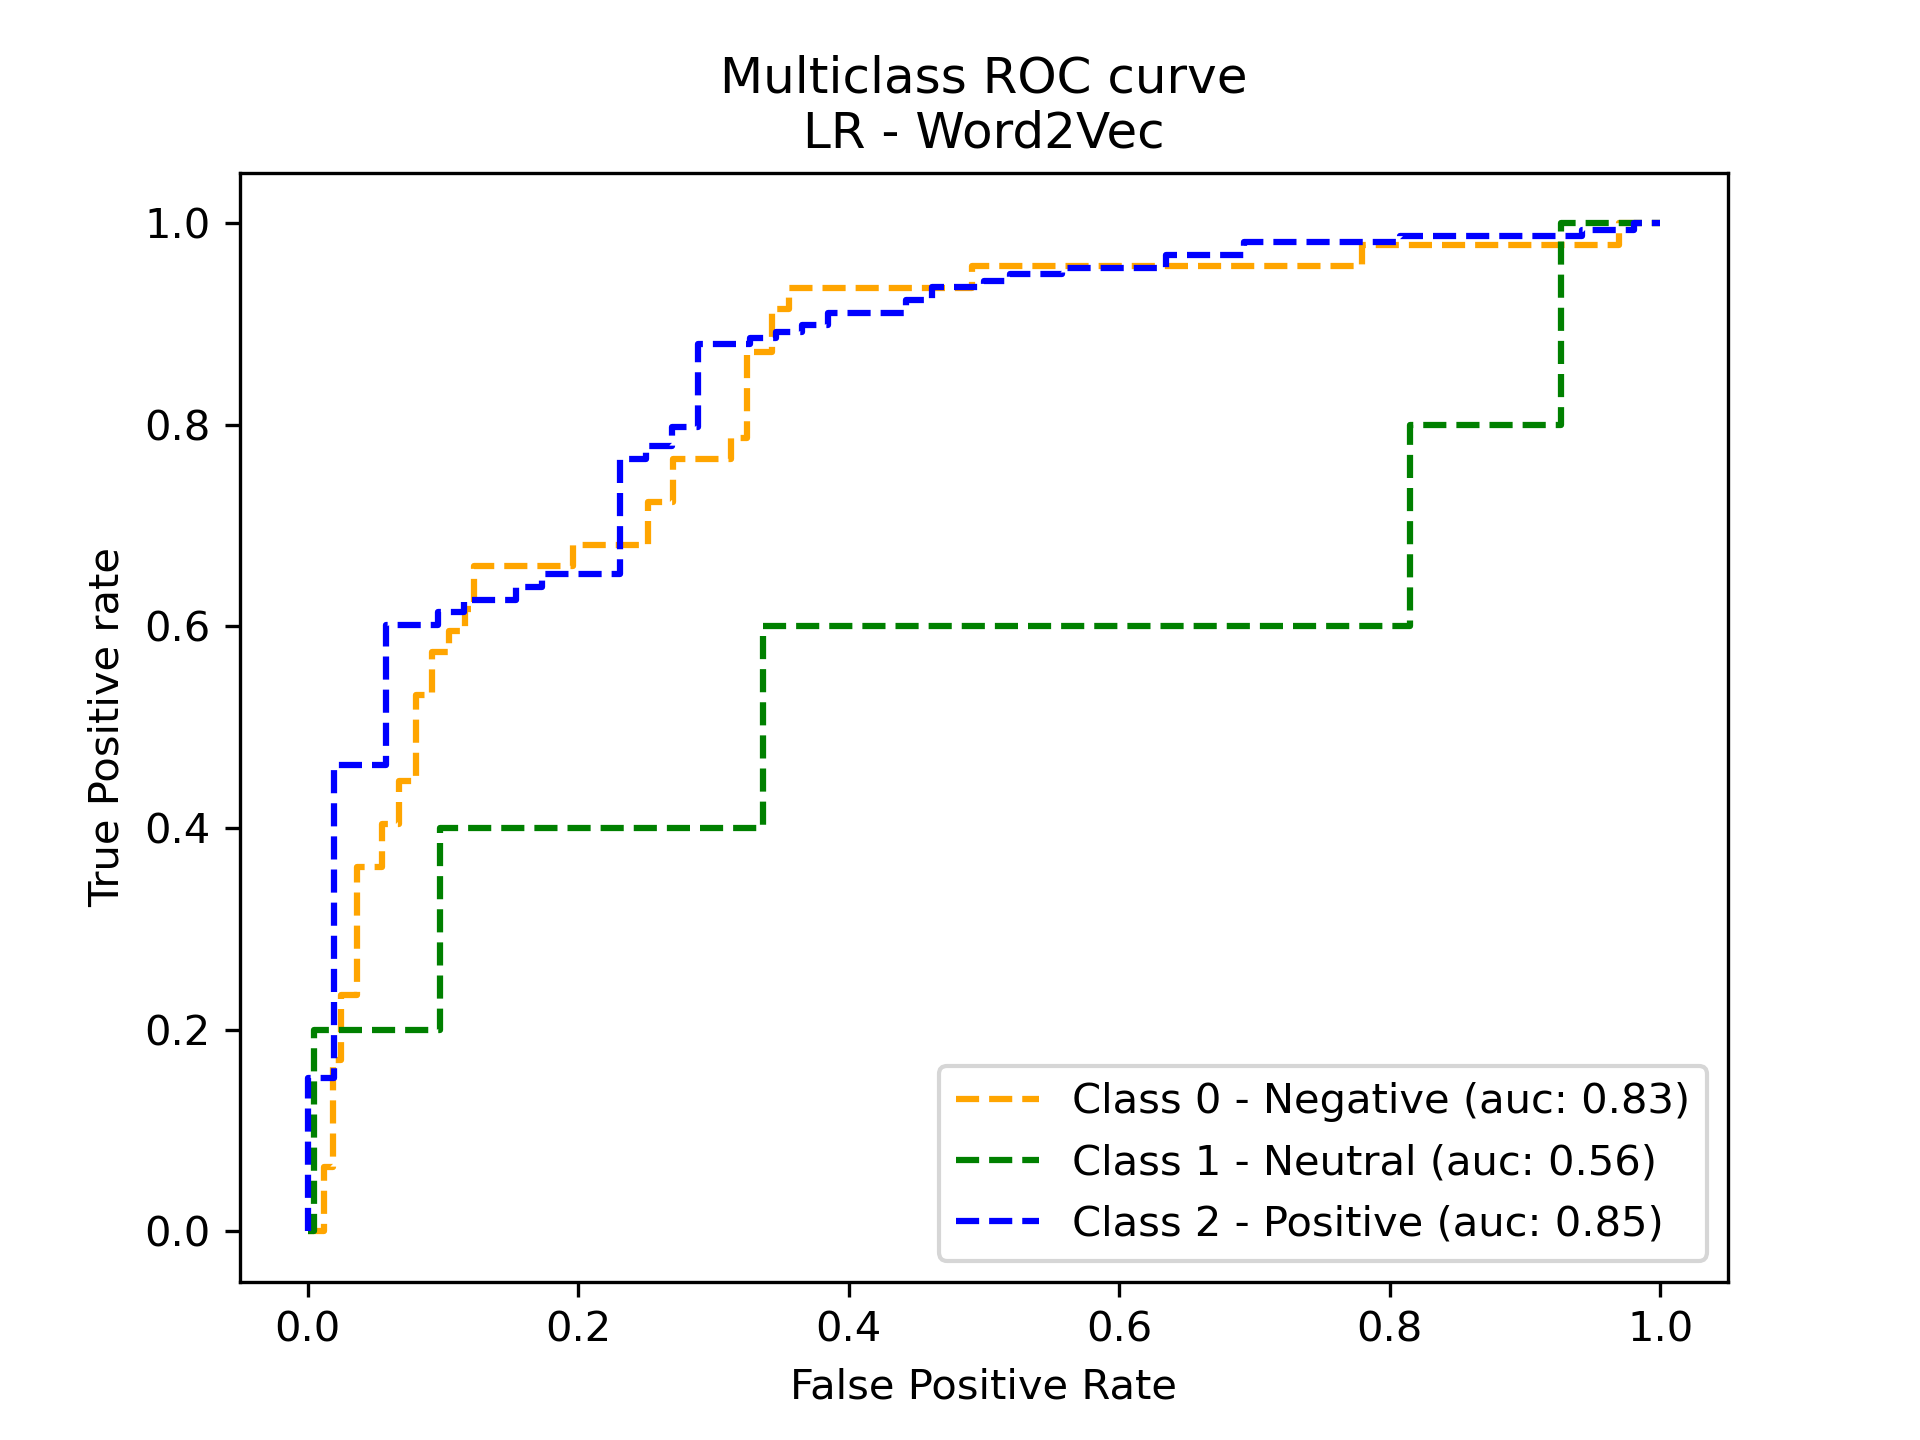 Multiclass ROC curve
LR - Word2Vec
True Positive rate
1.0
0.8
0.6
0.4
0.2
0.0
Class 0 - Negative (auc: 0.83)
Class 1 - Neutral (auc: 0.56)
Class 2 - Positive (auc: 0.85)
0.0 0.2 0.4 0.6 0.8 1.0
False Positive Rate